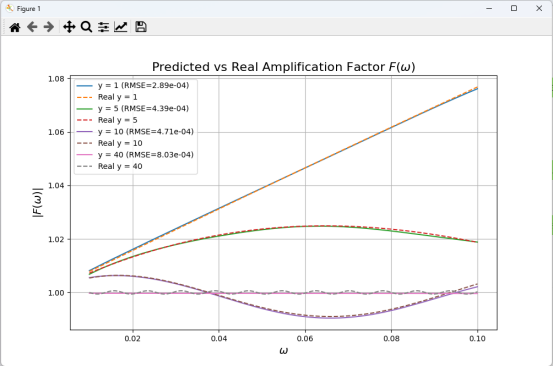 Figure 1
Predicted vs Real Amplification Factor F(ω)
1.08
1.06
1.04
1.02
1.00
|F(ω)|
y = 1 (RMSE=2.89e-04)
Real y = 1
y = 5 (RMSE=4.39e-04)
Real y = 5
y = 10 (RMSE=4.71e-04)
Real y = 10
y = 40 (RMSE=8.03e-04)
Real y = 40
0.02 0.04 0.06 0.08 0.10
ω